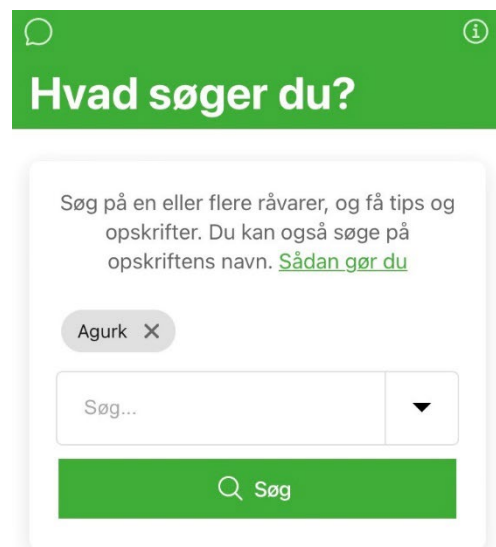 Hvad søger du?
Søg på en eller flere råvarer, og få tips og
opskrifter. Du kan også søge på
opskriftens navn. Sådan gør du
Agurk
Søg...
Søg